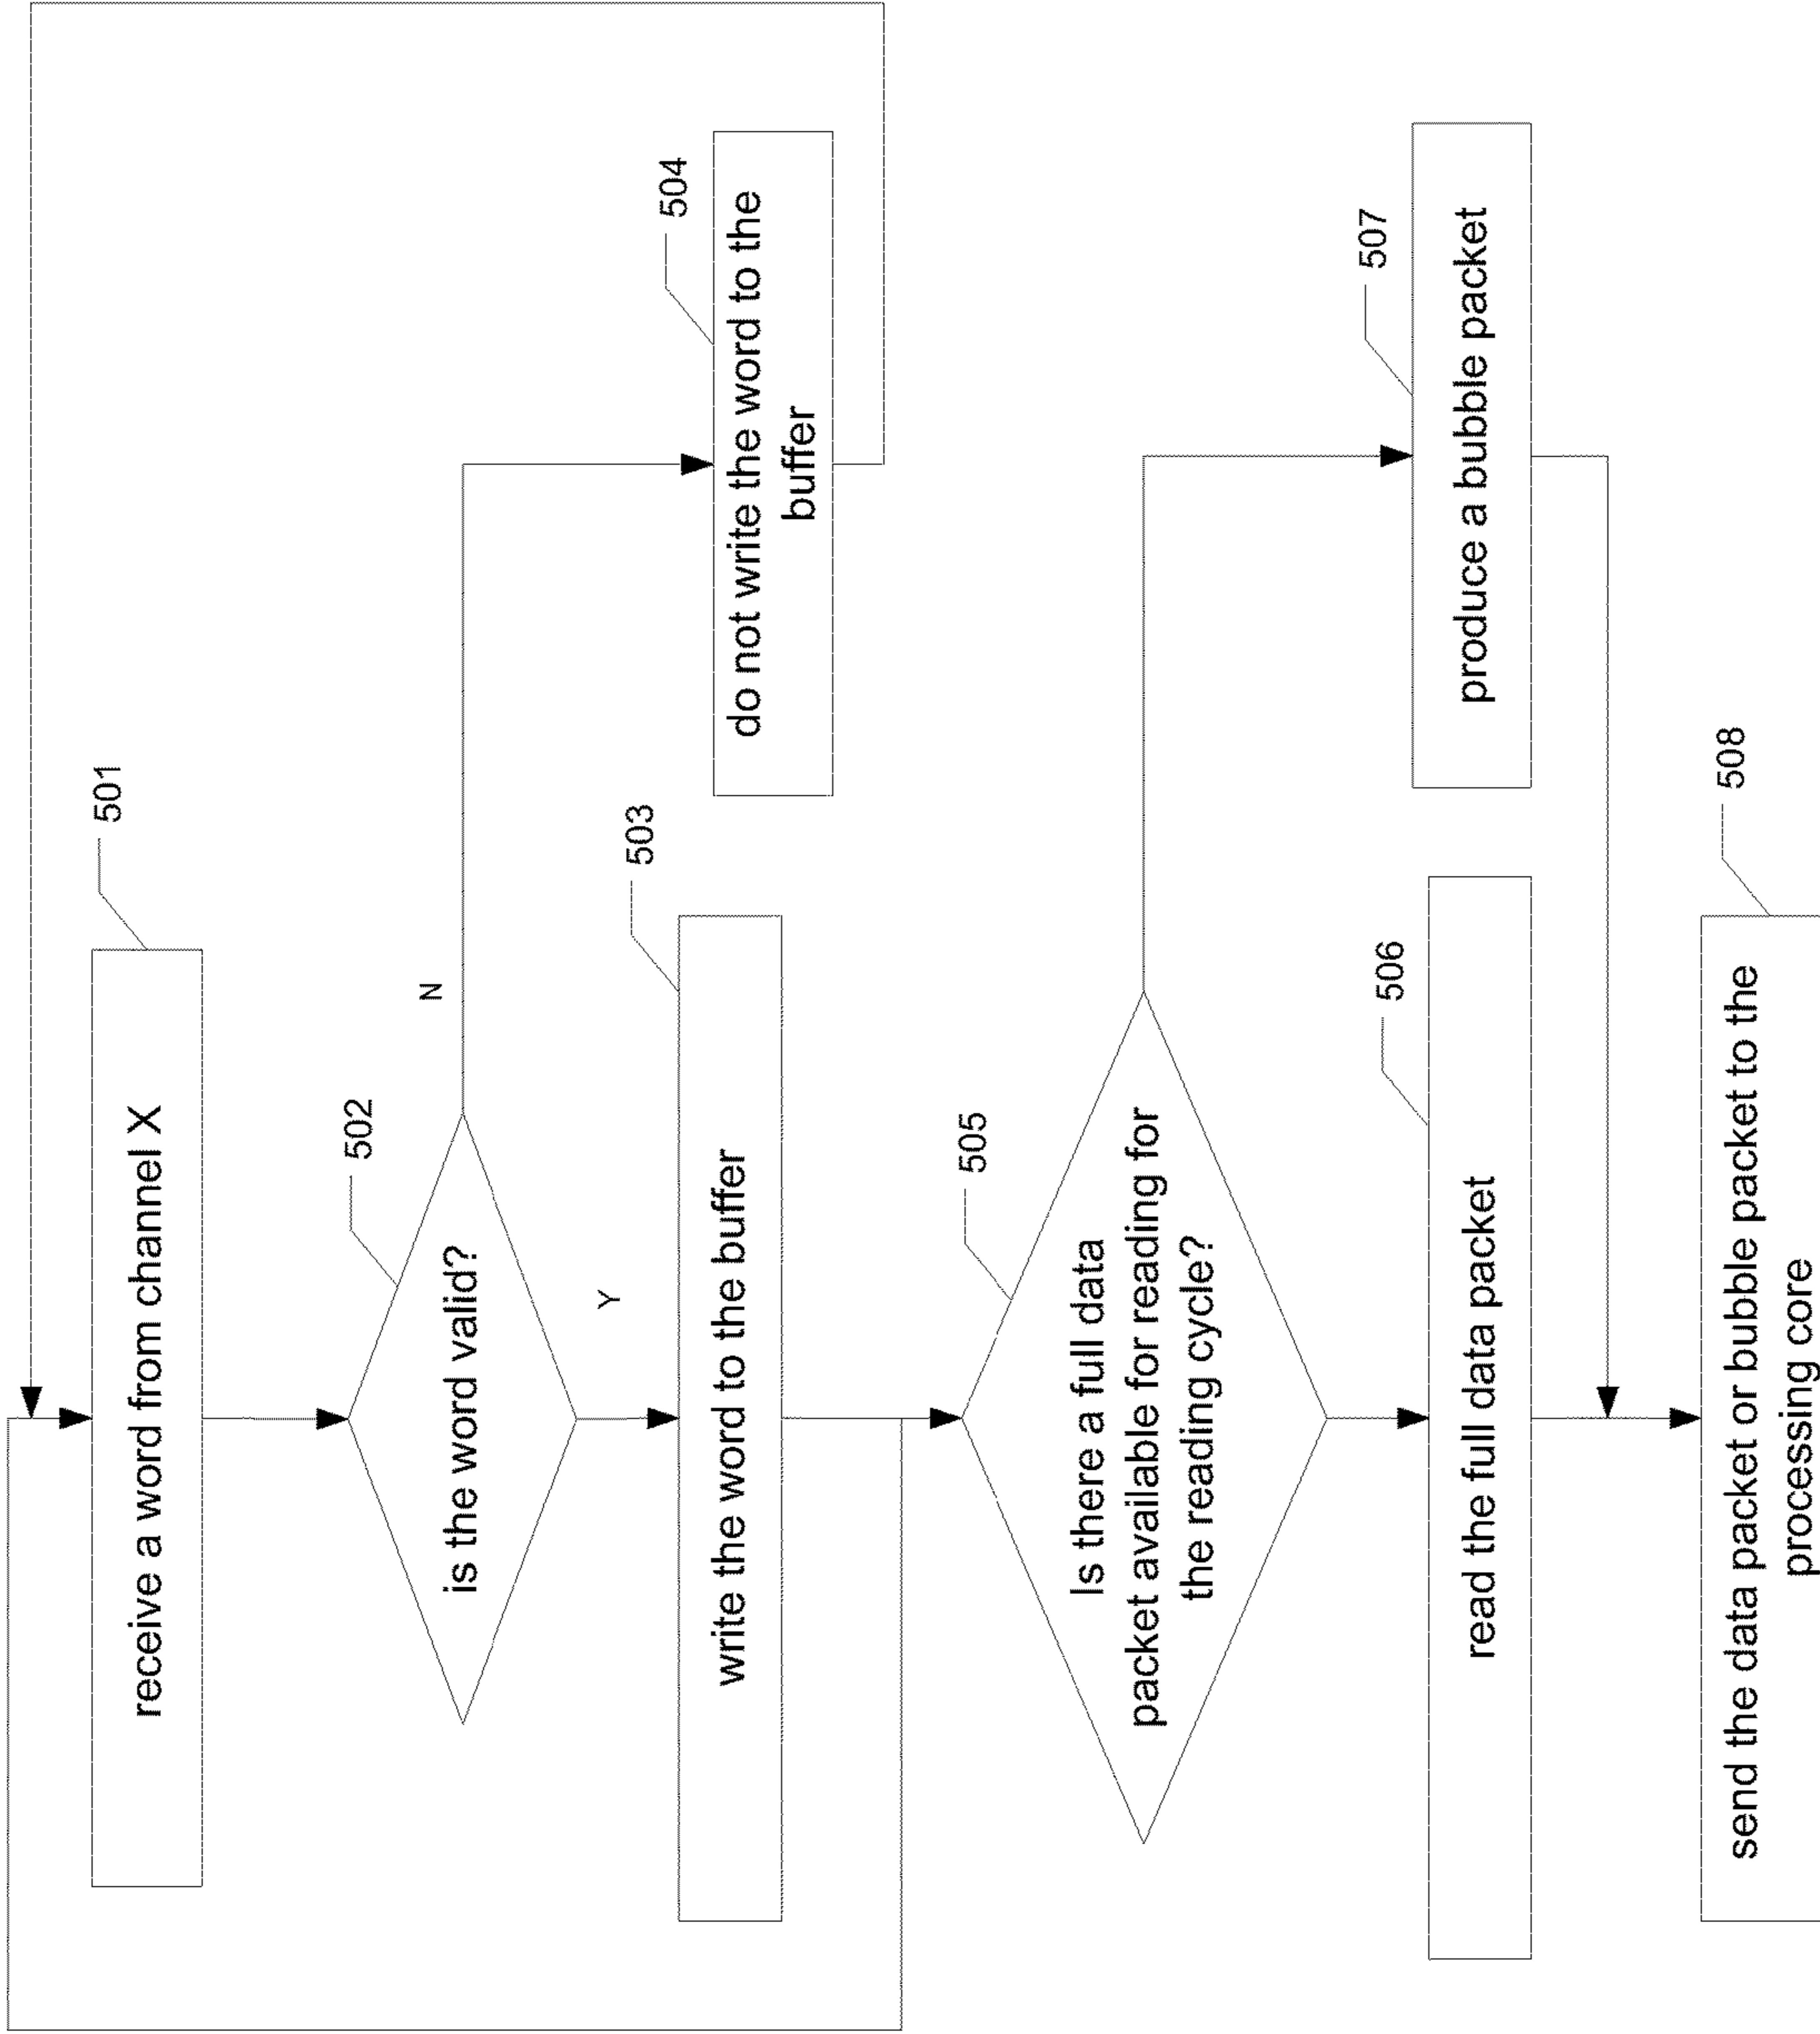 501
receive a word from channel X
502
is the word valid?
N
Y
503
write the word to the buffer
504
do not write the word to the
buffer
505
Is there a full data
packet available for reading for
the reading cycle?
506
read the full data packet
507
produce a bubble packet
508
send the data packet or bubble packet to the
processing core